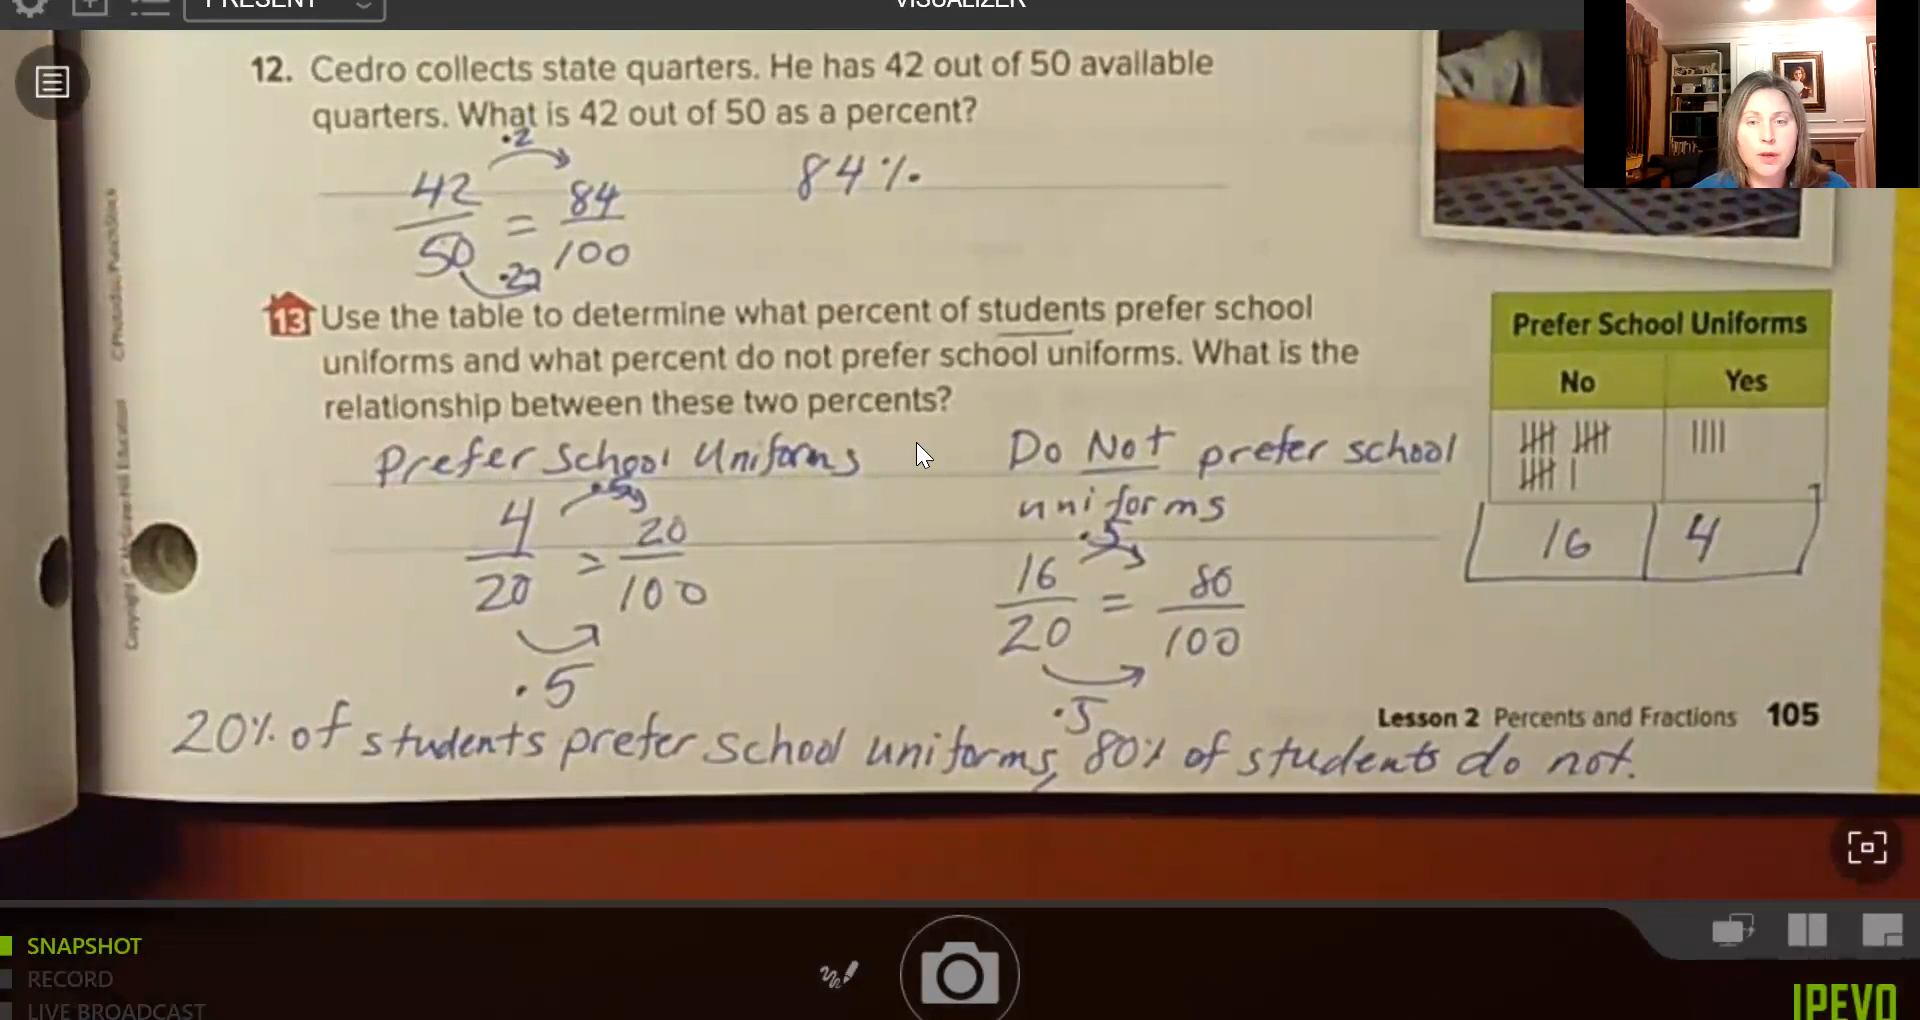 PRESENT
VISUALIZER
12. Cedro collects state quarters. He has 42 out of 50 available
quarters. What is 42 out of 50 as a percent?
·2
42/50 = 84/100
84%
·2
13 Use the table to determine what percent of students prefer school
uniforms and what percent do not prefer school uniforms. What is the
relationship between these two percents?
Prefer School Uniforms
No Yes
16 4
Prefer School Uniforms
·5
4/20 = 20/100
·5
Do Not prefer school
uniforms
·5
16/20 = 80/100
·5
Lesson 2 Percents and Fractions 105
20% of students prefer school uniforms, 80% of students do not.
SNAPSHOT
RECORD
LIVE BROADCAST
IPEVO